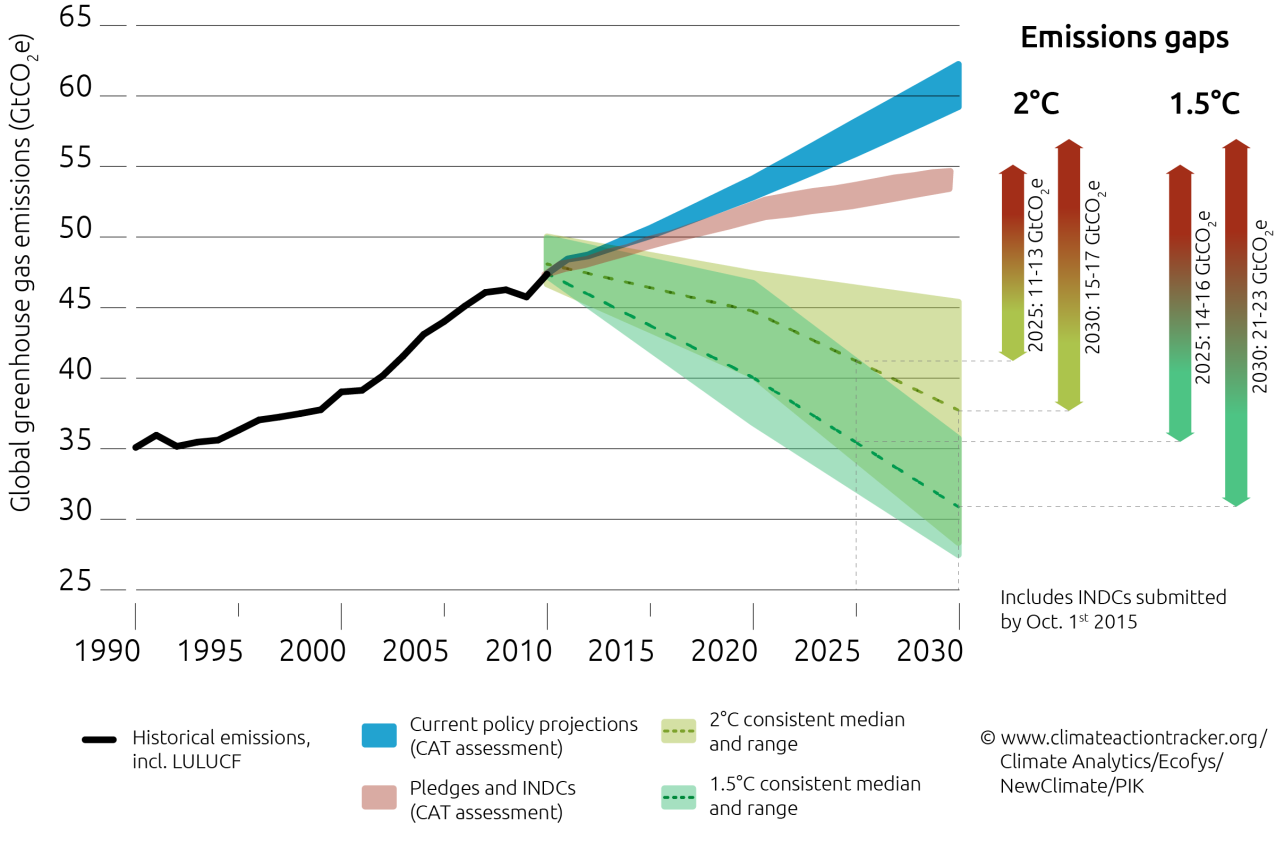 Global greenhouse gas emissions (GtCO₂e)
65
60
55
50
45
40
35
30
25
1990
1995
2000
2005
2010
2015
2020
2025
2030
Emissions gaps
2°C
1.5°C
2025: 11-13 GtCO₂e
2030: 15-17 GtCO₂e
2025: 14-16 GtCO₂e
2030: 21-23 GtCO₂e
Includes INDCs submitted
by Oct. 1st 2015
Historical emissions,
incl. LULUCF
Current policy projections
(CAT assessment)
Pledges and INDCs
(CAT assessment)
2°C consistent median
and range
1.5°C consistent median
and range
© www.climateactiontracker.org/
Climate Analytics/Ecofys/
NewClimate/PIK